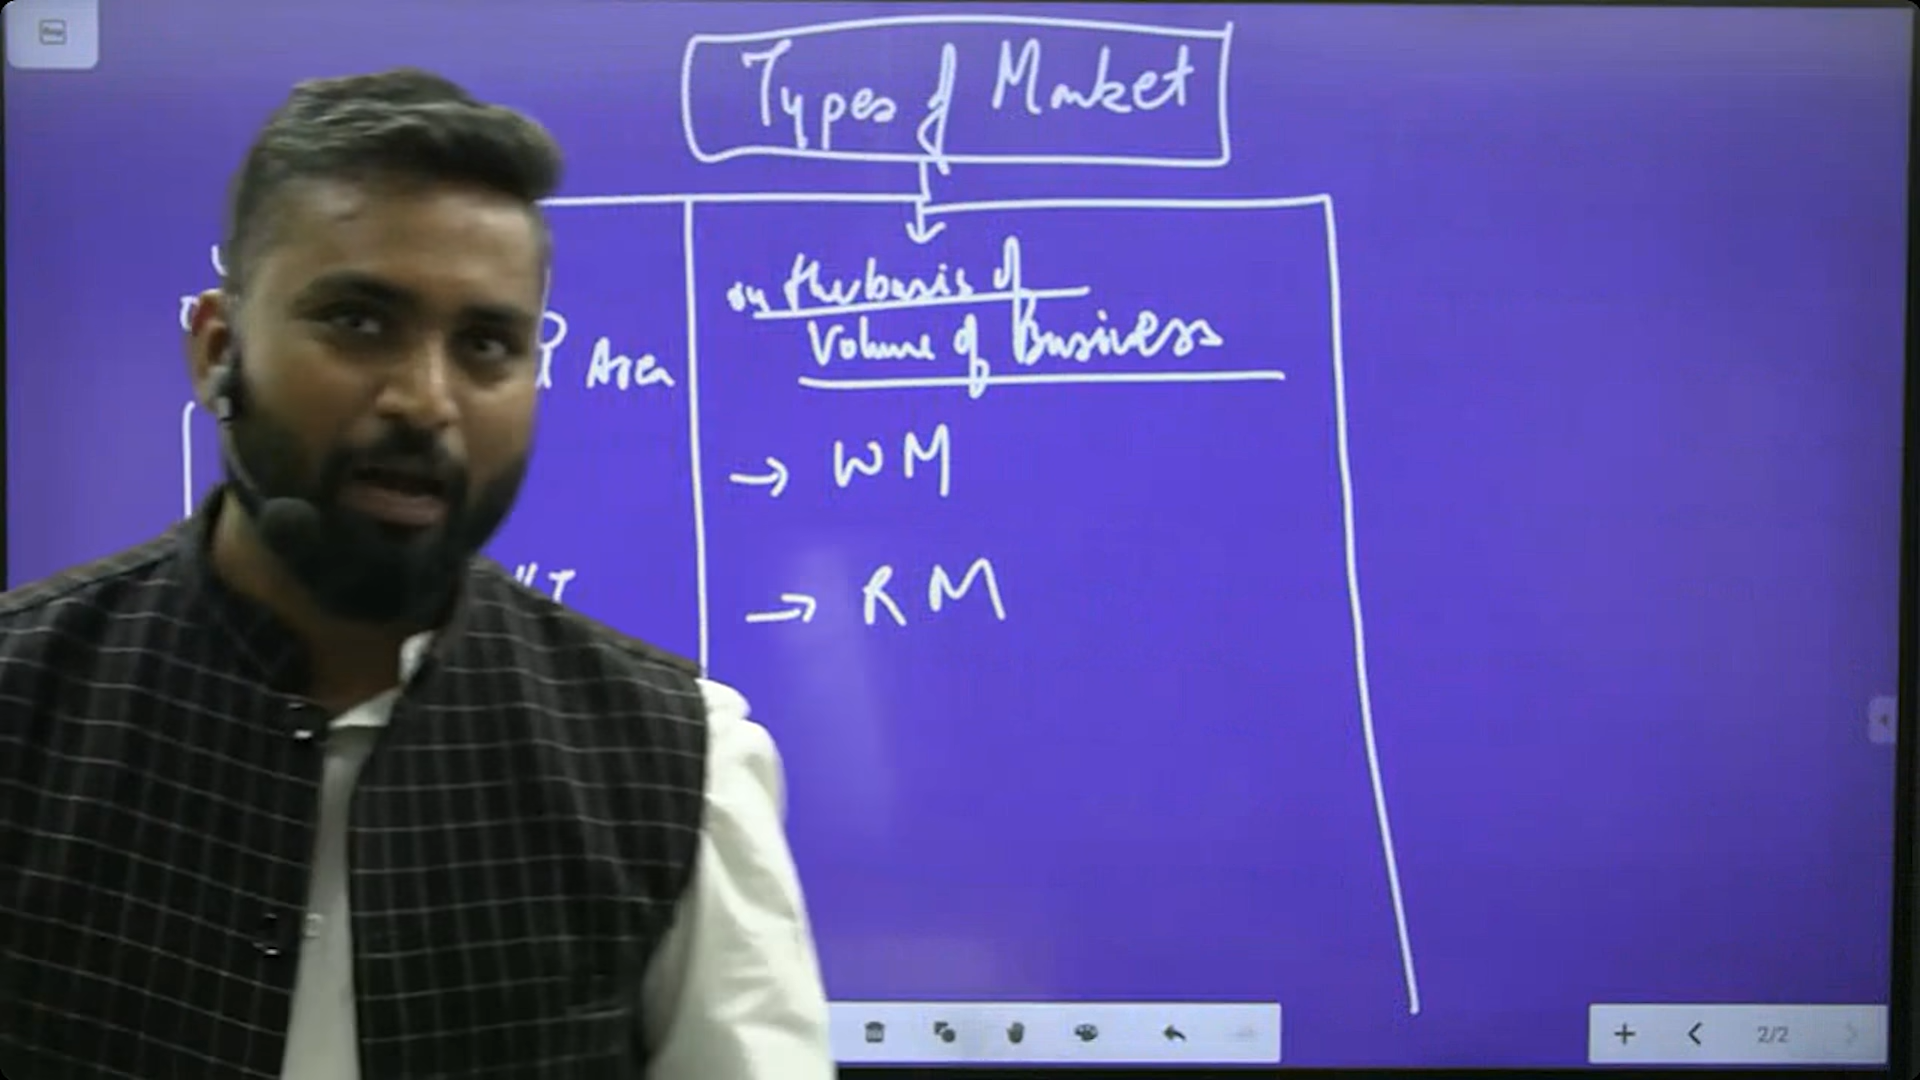 Types of Market
on the basis of
Volume of Business
Area
→ WM
→ RM
2/2